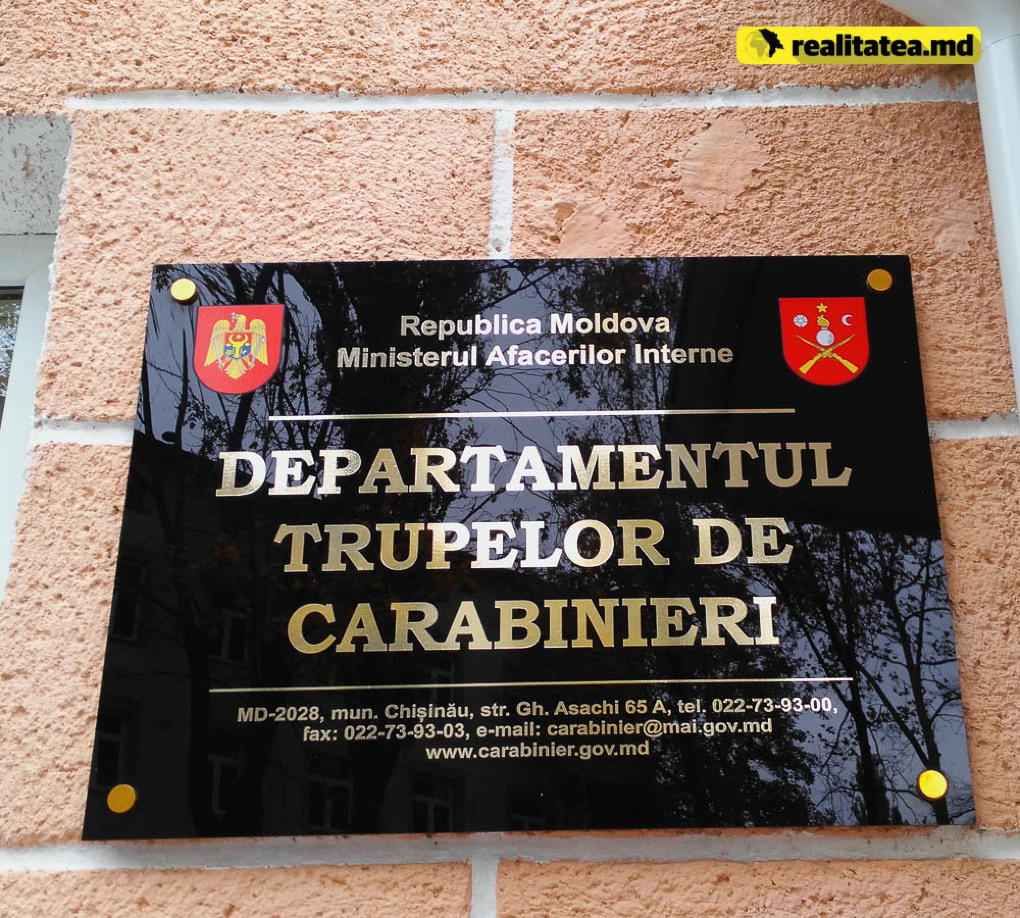 realitatea.md
Republica Moldova
Ministerul Afacerilor Interne
DEPARTAMENTUL
TRUPELOR DE
CARABINIERI
MD-2028, mun. Chișinău, str. Gh. Asachi 65 A, tel. 022-73-93-00,
fax: 022-73-93-03, e-mail: carabinier@mai.gov.md
www.carabinier.gov.md